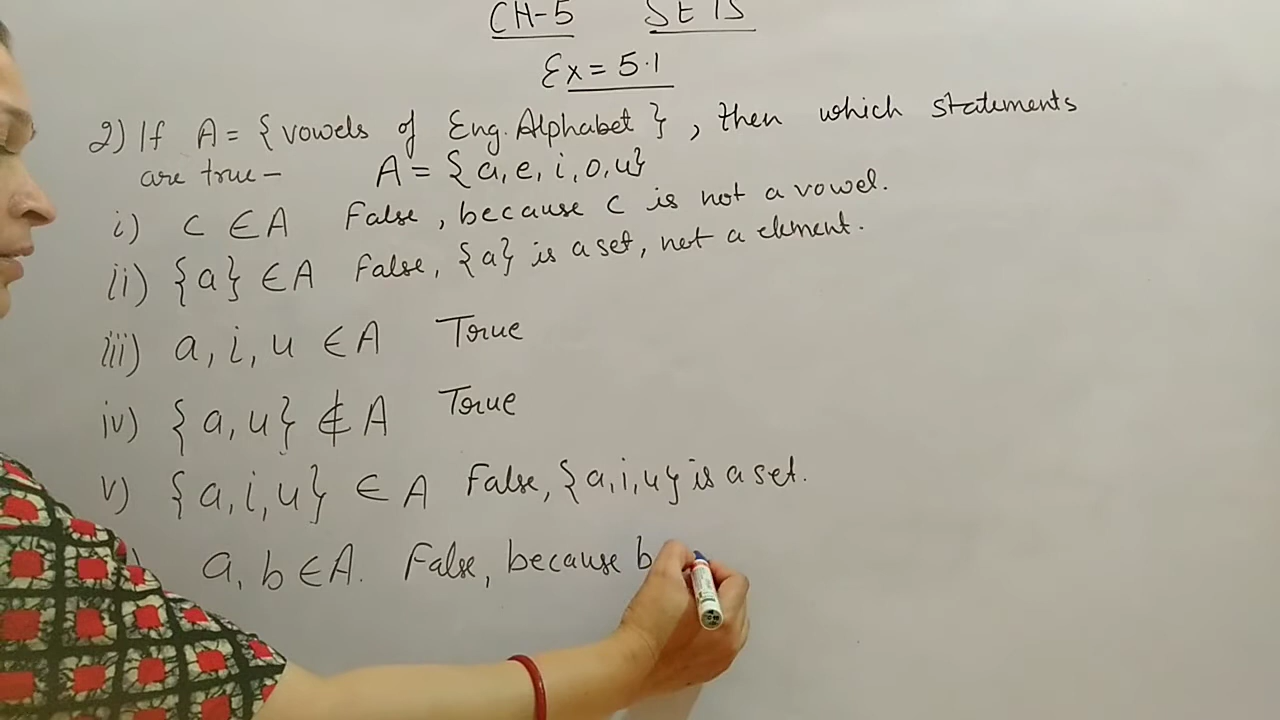 CH-5 SETS
Ex = 5.1
2) If A = {vowels of Eng. Alphabet}, then which statements
are true - A = {a, e, i, o, u}
i) c ∈ A False, because c is not a vowel.
ii) {a} ∈ A False, {a} is a set, not a element.
iii) a, i, u ∈ A True
iv) {a, u} ∉ A True
v) {a, i, u} ∈ A False, {a, i, u} is a set.
) a, b ∈ A. False, because b